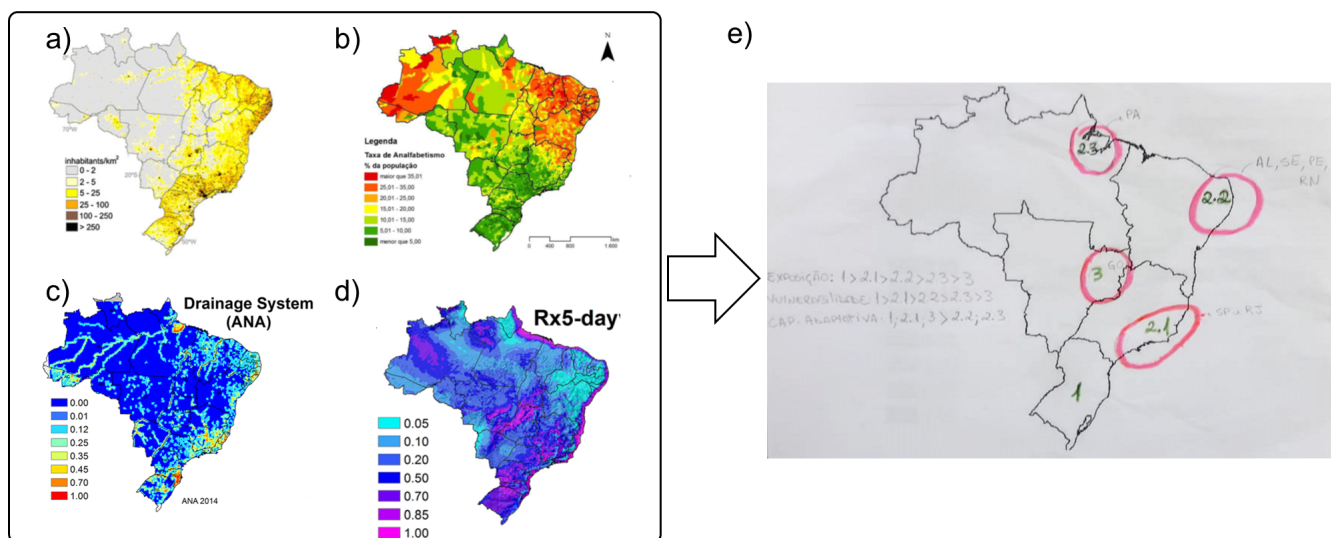 a)
70ºW
20ºS
50ºW
inhabitants/km²
0 - 2
2 - 5
5 - 25
25 - 100
100 - 250
> 250
b)
N
Legenda
Taxa de Analfabetismo
% da população
maior que 35,01
25,01 - 35,00
20,01 - 25,00
15,01 - 20,00
10,01 - 15,00
5,01 - 10,00
menor que 5,00
0 400 800 1.600
km
c)
Drainage System
(ANA)
0.00
0.01
0.12
0.25
0.35
0.45
0.70
1.00
ANA 2014
d)
Rx5-day
0.05
0.10
0.20
0.50
0.70
0.85
1.00
e)
PA
2.3
AL, SE, PE,
RN
2.2
GO
3
EXPOSIÇÃO: 1>2.1>2.2>2.3>3
VULNERABILIDADE: 1>2.1>2.2>2.3>3
CAP. ADAPTATIVA: 1, 2.1, 3 > 2.2, 2.3
SP e RJ
2.1
1